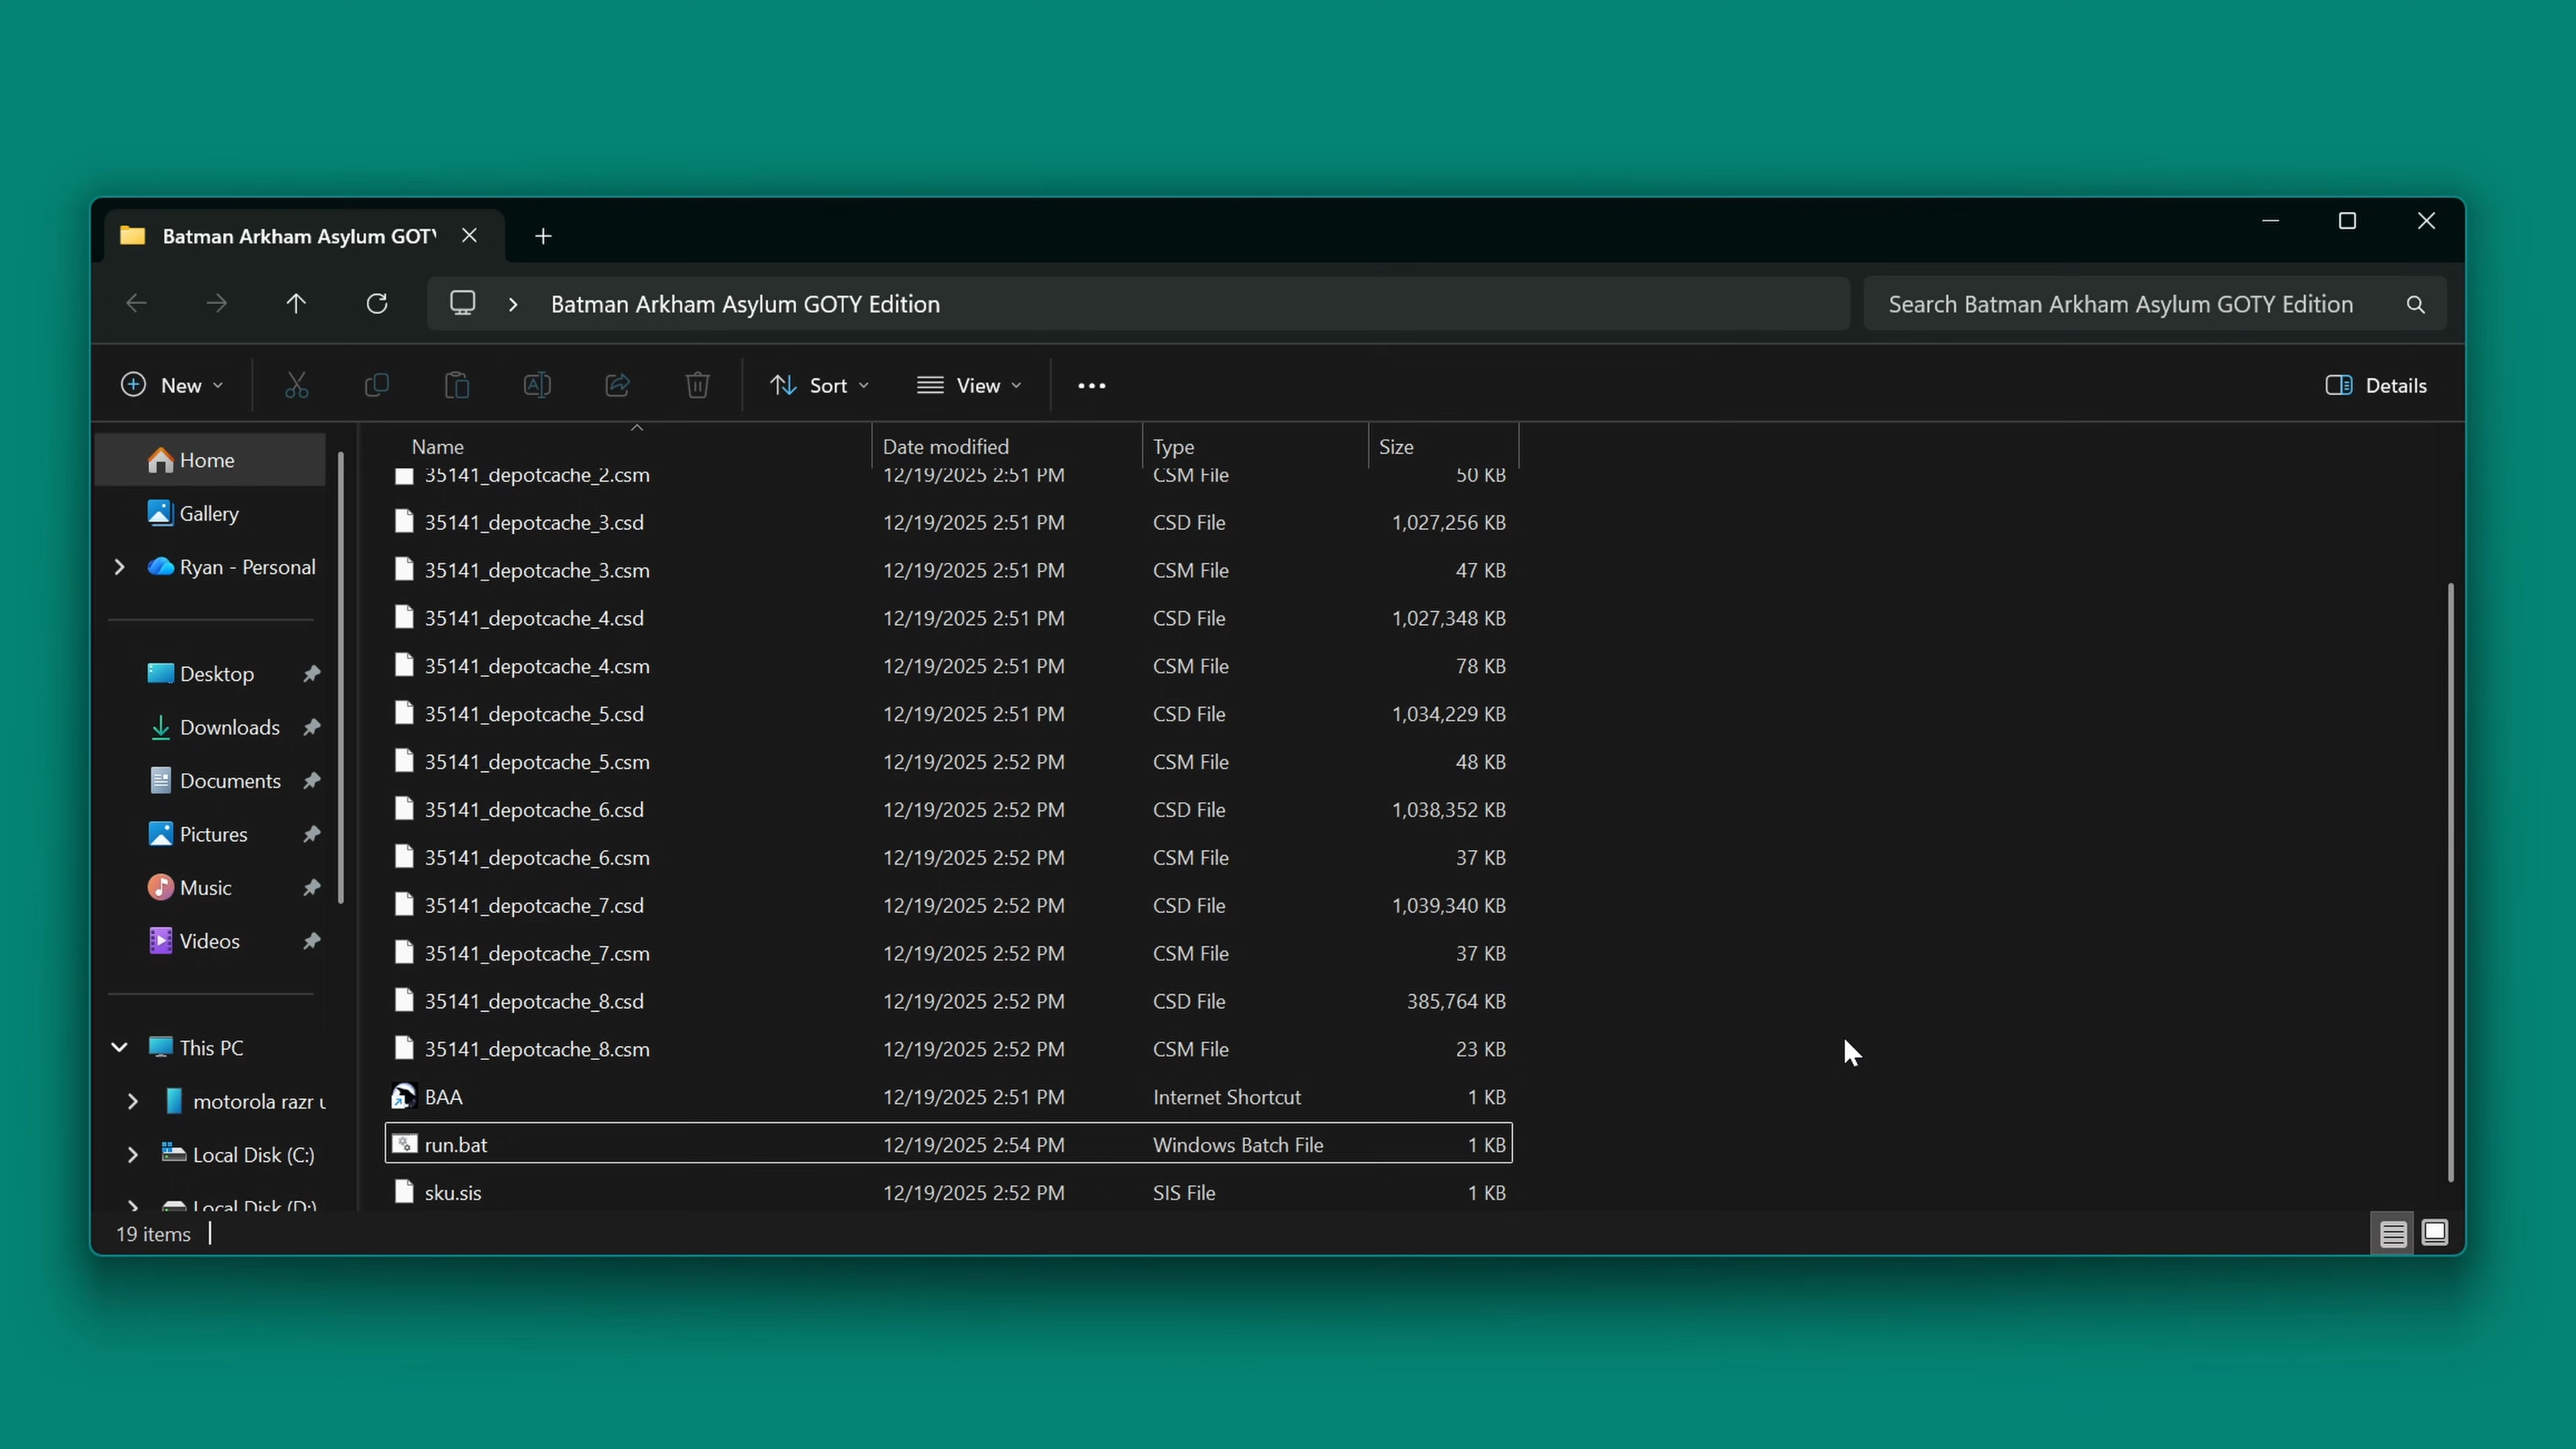 Batman Arkham Asylum GOTY
Batman Arkham Asylum GOTY Edition
Search Batman Arkham Asylum GOTY Edition
New
Sort
View
Details
Name Date modified Type Size
35141_depotcache_2.csm 12/19/2025 2:51 PM CSM File 50 KB
35141_depotcache_3.csd 12/19/2025 2:51 PM CSD File 1,027,256 KB
35141_depotcache_3.csm 12/19/2025 2:51 PM CSM File 47 KB
35141_depotcache_4.csd 12/19/2025 2:51 PM CSD File 1,027,348 KB
35141_depotcache_4.csm 12/19/2025 2:51 PM CSM File 78 KB
35141_depotcache_5.csd 12/19/2025 2:51 PM CSD File 1,034,229 KB
35141_depotcache_5.csm 12/19/2025 2:52 PM CSM File 48 KB
35141_depotcache_6.csd 12/19/2025 2:52 PM CSD File 1,038,352 KB
35141_depotcache_6.csm 12/19/2025 2:52 PM CSM File 37 KB
35141_depotcache_7.csd 12/19/2025 2:52 PM CSD File 1,039,340 KB
35141_depotcache_7.csm 12/19/2025 2:52 PM CSM File 37 KB
35141_depotcache_8.csd 12/19/2025 2:52 PM CSD File 385,764 KB
35141_depotcache_8.csm 12/19/2025 2:52 PM CSM File 23 KB
BAA 12/19/2025 2:51 PM Internet Shortcut 1 KB
run.bat 12/19/2025 2:54 PM Windows Batch File 1 KB
sku.sis 12/19/2025 2:52 PM SIS File 1 KB
Home
Gallery
Ryan - Personal
Desktop
Downloads
Documents
Pictures
Music
Videos
This PC
motorola razr u
Local Disk (C:)
Local Disk (D:)
19 items